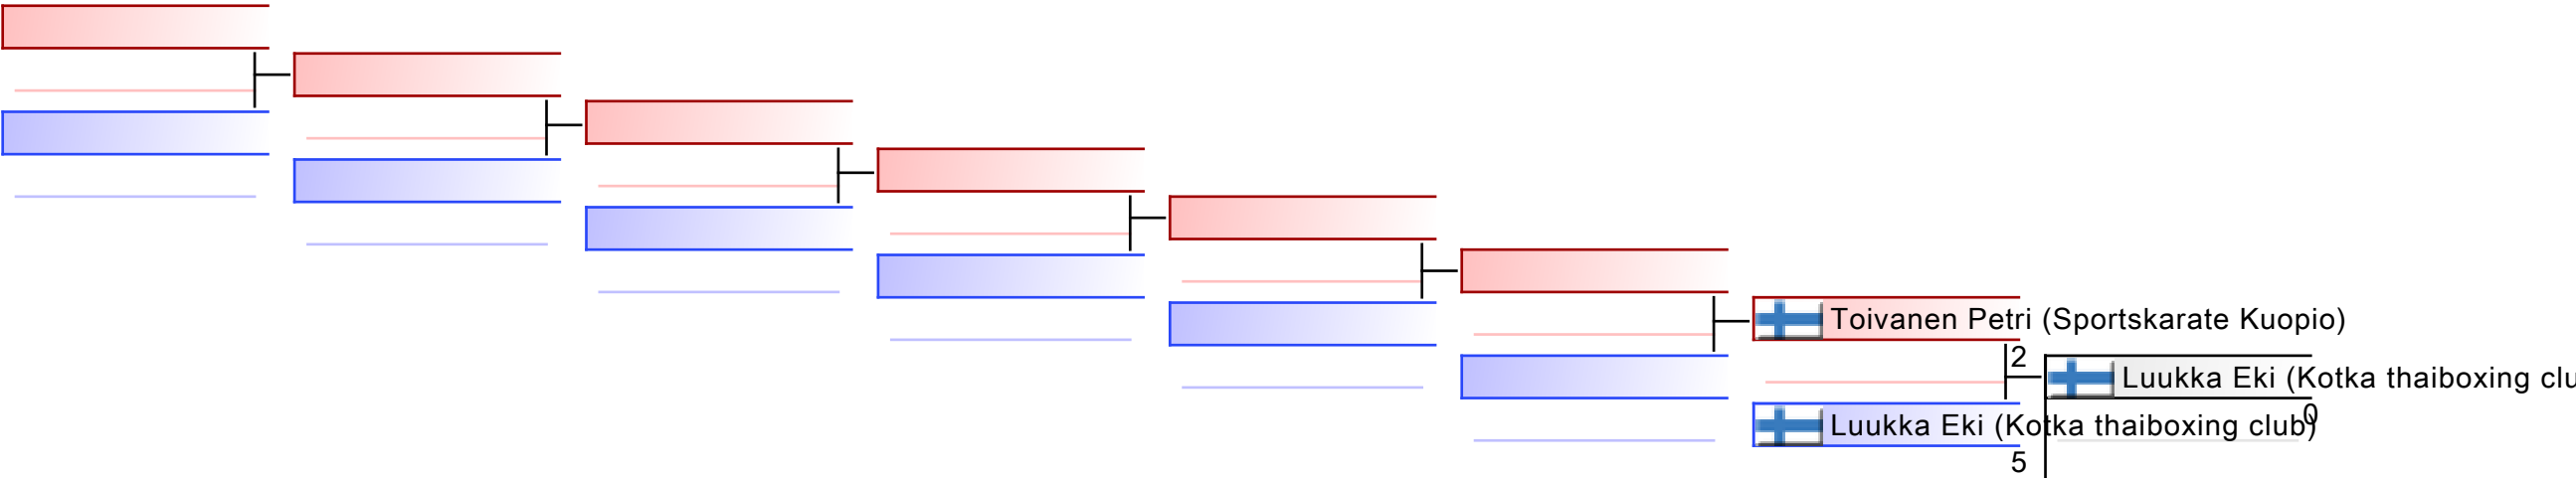 Toivanen Petri (Sportskarate Kuopio)
2
Luukka Eki (Kotka thaiboxing clu
0
Luukka Eki (Kotka thaiboxing club)
5